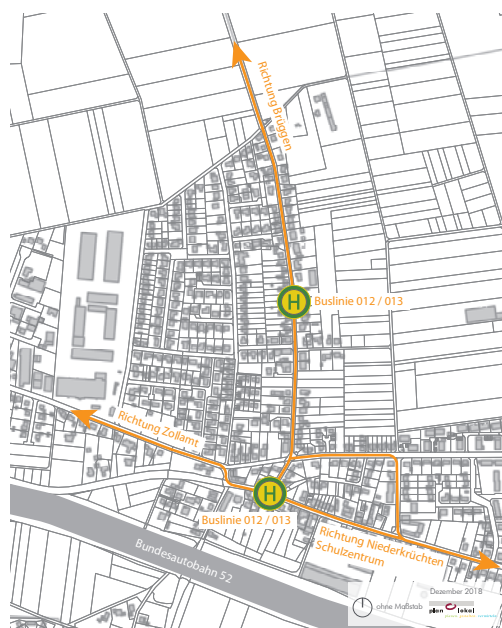 Richtung Brüggen
H
Buslinie 012 / 013
Richtung Zollamt
H
Buslinie 012 / 013
Richtung Niederkrüchten
Schulzentrum
Bundesautobahn 52
Dezember 2018
ohne Maßstab
plan lokal